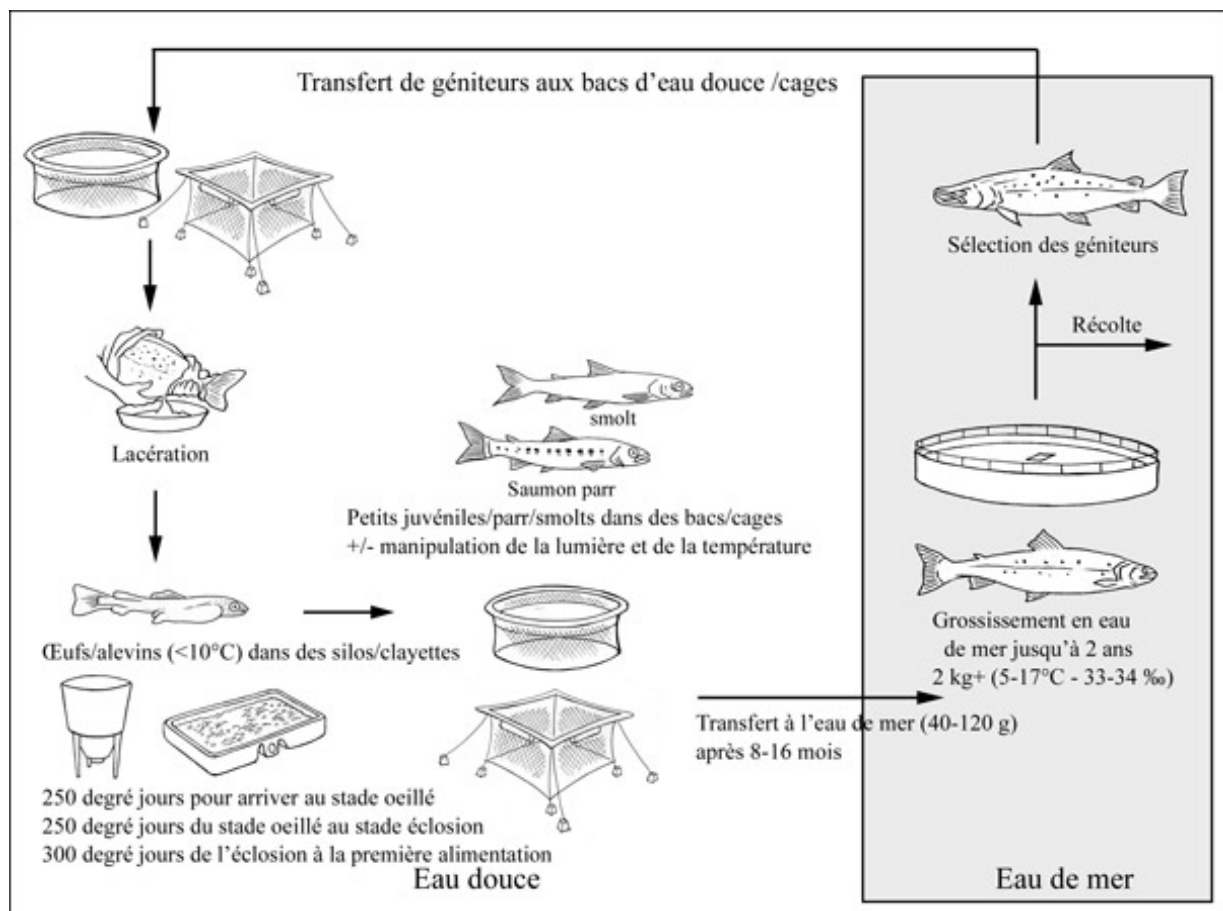 Transfert de géniteurs aux bacs d'eau douce /cages
Sélection des géniteurs
Récolte
Lacération
smolt
Saumon parr
Petits juvéniles/parr/smolts dans des bacs/cages
+/- manipulation de la lumière et de la température
Œufs/alevins (<10°C) dans des silos/clayettes
250 degré jours pour arriver au stade oeillé
250 degré jours du stade oeillé au stade éclosion
300 degré jours de l'éclosion à la première alimentation
Eau douce
Transfert à l'eau de mer (40-120 g)
après 8-16 mois
Grossissement en eau
de mer jusqu'à 2 ans
2 kg+ (5-17°C - 33-34 ‰)
Eau de mer